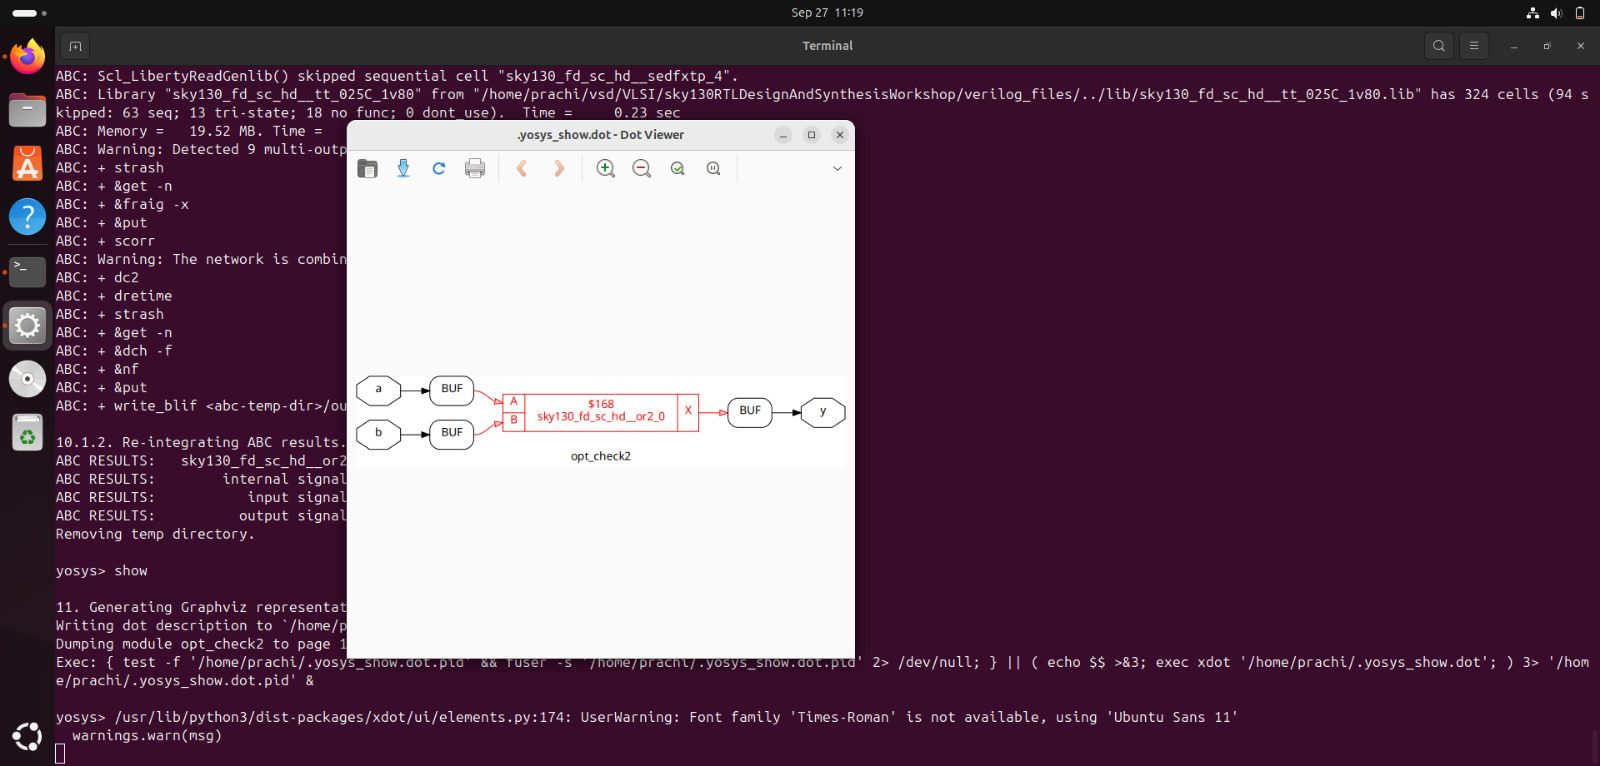 Sep 27 11:19
Terminal
ABC: Scl_LibertyReadGenlib() skipped sequential cell "sky130_fd_sc_hd__sedfxtp_4".
ABC: Library "sky130_fd_sc_hd__tt_025C_1v80" from "/home/prachi/vsd/VLSI/sky130RTLDesignAndSynthesisWorkshop/verilog_files/../lib/sky130_fd_sc_hd__tt_025C_1v80.lib" has 324 cells (94 s
kipped: 63 seq; 13 tri-state; 18 no func; 0 dont_use).  Time =     0.23 sec
ABC: Memory =   19.52 MB. Time =
ABC: Warning: Detected 9 multi-outp
ABC: + strash
ABC: + &get -n
ABC: + &fraig -x
ABC: + &put
ABC: + scorr
ABC: Warning: The network is combin
ABC: + dc2
ABC: + dretime
ABC: + strash
ABC: + &get -n
ABC: + &dch -f
ABC: + &nf
ABC: + &put
ABC: + write_blif <abc-temp-dir>/ou
10.1.2. Re-integrating ABC results.
ABC RESULTS:   sky130_fd_sc_hd__or2
ABC RESULTS:        internal signal
ABC RESULTS:           input signal
ABC RESULTS:          output signal
Removing temp directory.
yosys> show
11. Generating Graphviz representat
Writing dot description to `/home/p
Dumping module opt_check2 to page 1
Exec: { test -f '/home/prachi/.yosys_show.dot.pid' && fuser -s '/home/prachi/.yosys_show.dot.pid' 2> /dev/null; } || ( echo $$ >&3; exec xdot '/home/prachi/.yosys_show.dot'; ) 3> '/hom
e/prachi/.yosys_show.dot.pid' &
yosys> /usr/lib/python3/dist-packages/xdot/ui/elements.py:174: UserWarning: Font family 'Times-Roman' is not available, using 'Ubuntu Sans 11'
warnings.warn(msg)
.yosys_show.dot - Dot Viewer
a
BUF
b
BUF
A
B
$168
sky130_fd_sc_hd__or2_0
X
BUF
y
opt_check2